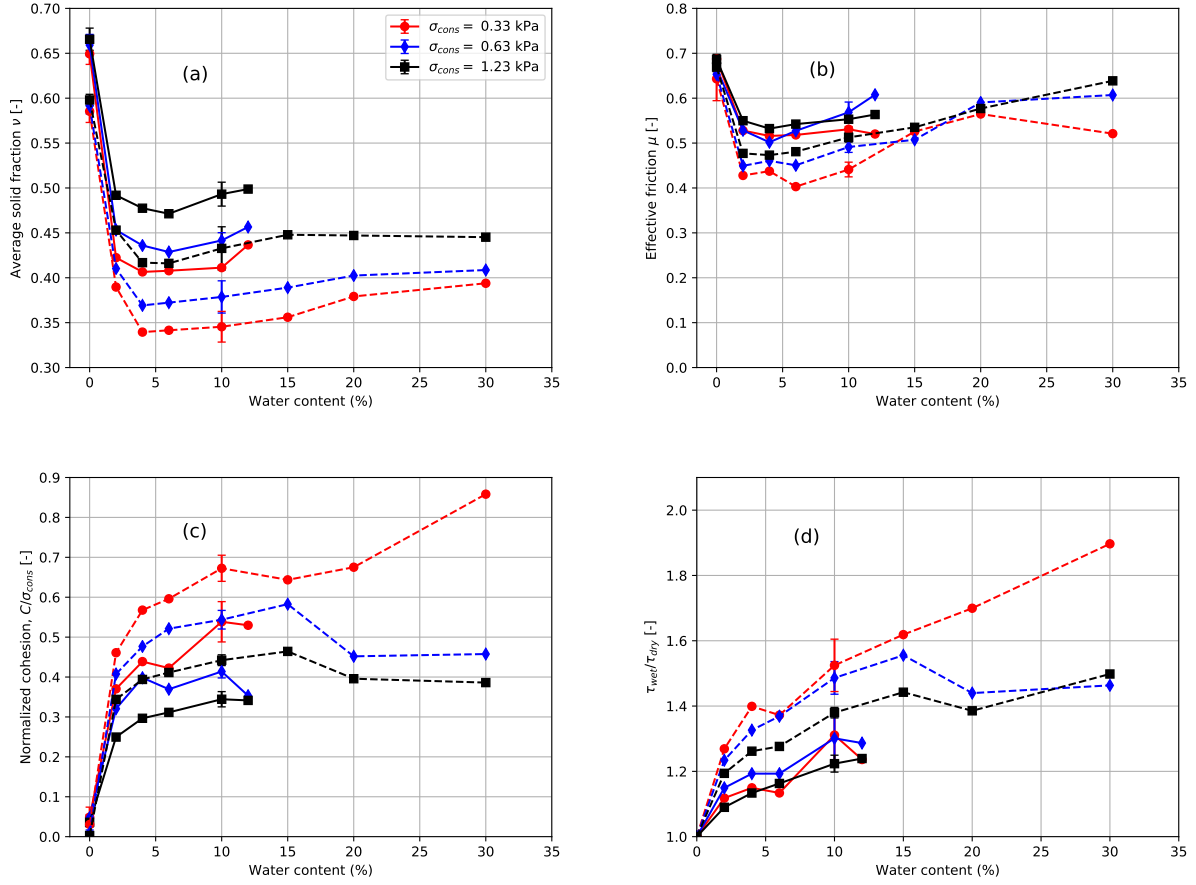 0.70
0.65
0.60
0.55
0.50
0.45
0.40
0.35
0.30
Average solid fraction ν [-]
(a)
σcons = 0.33 kPa
σcons = 0.63 kPa
σcons = 1.23 kPa
0 5 10 15 20 25 30 35
Water content (%)
0.8
0.7
0.6
0.5
0.4
0.3
0.2
0.1
0.0
Effective friction μ [-]
(b)
0 5 10 15 20 25 30 35
Water content (%)
0.9
0.8
0.7
0.6
0.5
0.4
0.3
0.2
0.1
0.0
Normalized cohesion, C/σcons [-]
(c)
0 5 10 15 20 25 30 35
Water content (%)
2.0
1.8
1.6
1.4
1.2
1.0
τwet/τdry [-]
(d)
0 5 10 15 20 25 30 35
Water content (%)